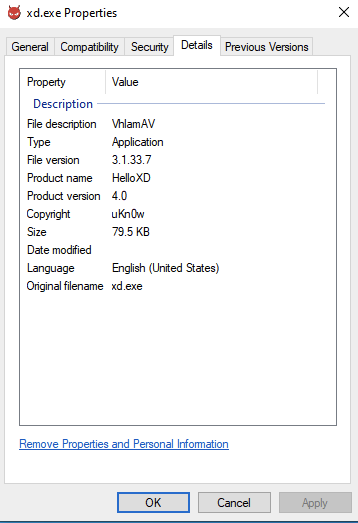 xd.exe Properties
General Compatibility Security Details Previous Versions
Property Value
Description
File description VhlamAV
Type Application
File version 3.1.33.7
Product name HelloXD
Product version 4.0
Copyright uKn0w
Size 79.5 KB
Date modified
Language English (United States)
Original filename xd.exe
Remove Properties and Personal Information
OK Cancel Apply